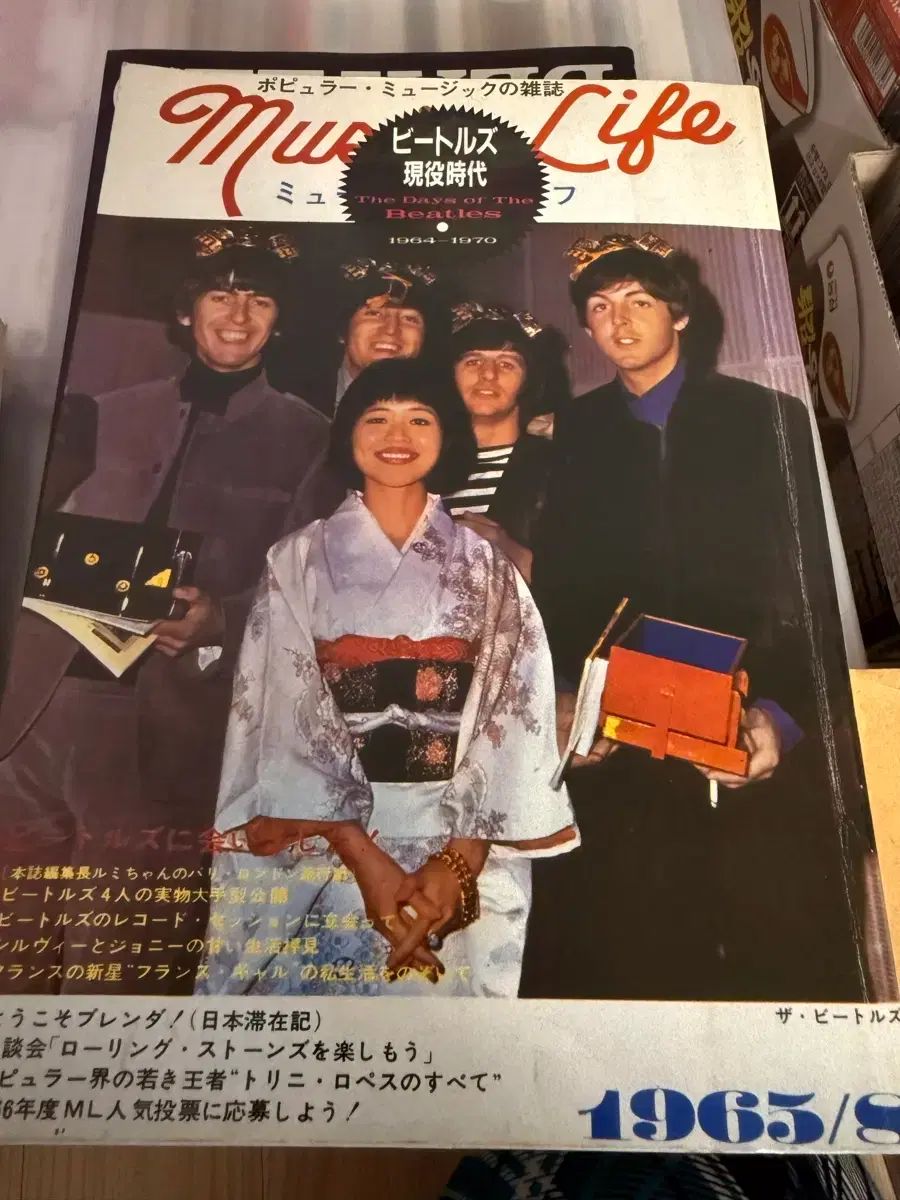 ポピュラー・ミュージックの雑誌
Mus Life
ビートルズ
現役時代
ミュ フ
The Days of The
Beatles
1964–1970
ビートルズに会い
本誌編集長ルミちゃんのパリ・ロンドン
ビートルズ4人の実物大手型公開
ビートルズのレコード・セッションに立会って
シルヴィーとジョニーの甘い生活拝見
フランスの新星"フランス・ギャル"の私生活をのぞいて
ようこそブレンダ!(日本滞在記)
談会「ローリング・ストーンズを楽しもう」
ピュラー界の若き王者"トリニ・ロペスのすべて"
6年度ML人気投票に応募しよう!
ザ・ビートルズ
1965/8